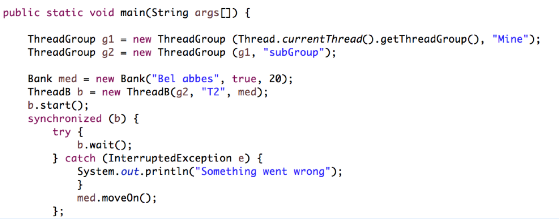 public static void main(String args[]) {
ThreadGroup g1 = new ThreadGroup (Thread.currentThread().getThreadGroup(), "Mine");
ThreadGroup g2 = new ThreadGroup (g1, "subGroup");
Bank med = new Bank("Bel abbes", true, 20);
ThreadB b = new ThreadB(g2, "T2", med);
b.start();
synchronized (b) {
try {
b.wait();
} catch (InterruptedException e) {
System.out.println("Something went wrong");
}
med.moveOn();
};